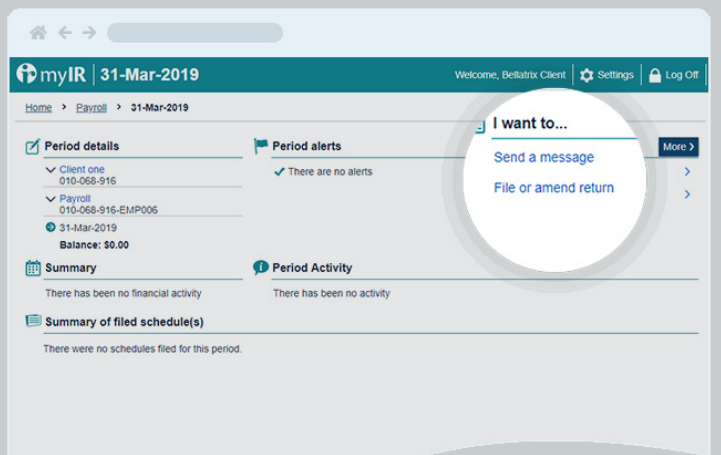 myIR 31-Mar-2019
Welcome, Bellatrix Client Settings Log Off
Home > Payroll > 31-Mar-2019
Period details
Client one
010-068-916
Payroll
010-068-916-EMP006
31-Mar-2019
Balance: $0.00
Period alerts
There are no alerts
I want to...
More >
Send a message
File or amend return
Summary
There has been no financial activity
Period Activity
There has been no activity
Summary of filed schedule(s)
There were no schedules filed for this period.